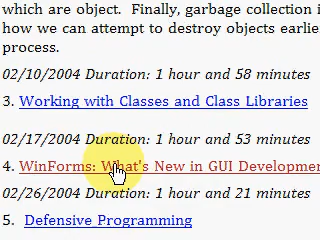 which are object. Finally, garbage collection i
how we can attempt to destroy objects earlie
process.
02/10/2004 Duration: 1 hour and 58 minutes
3. Working with Classes and Class Libraries
02/17/2004 Duration: 1 hour and 53 minutes
4. WinForms: What's New in GUI Developmen
02/26/2004 Duration: 1 hour and 21 minutes
5. Defensive Programming